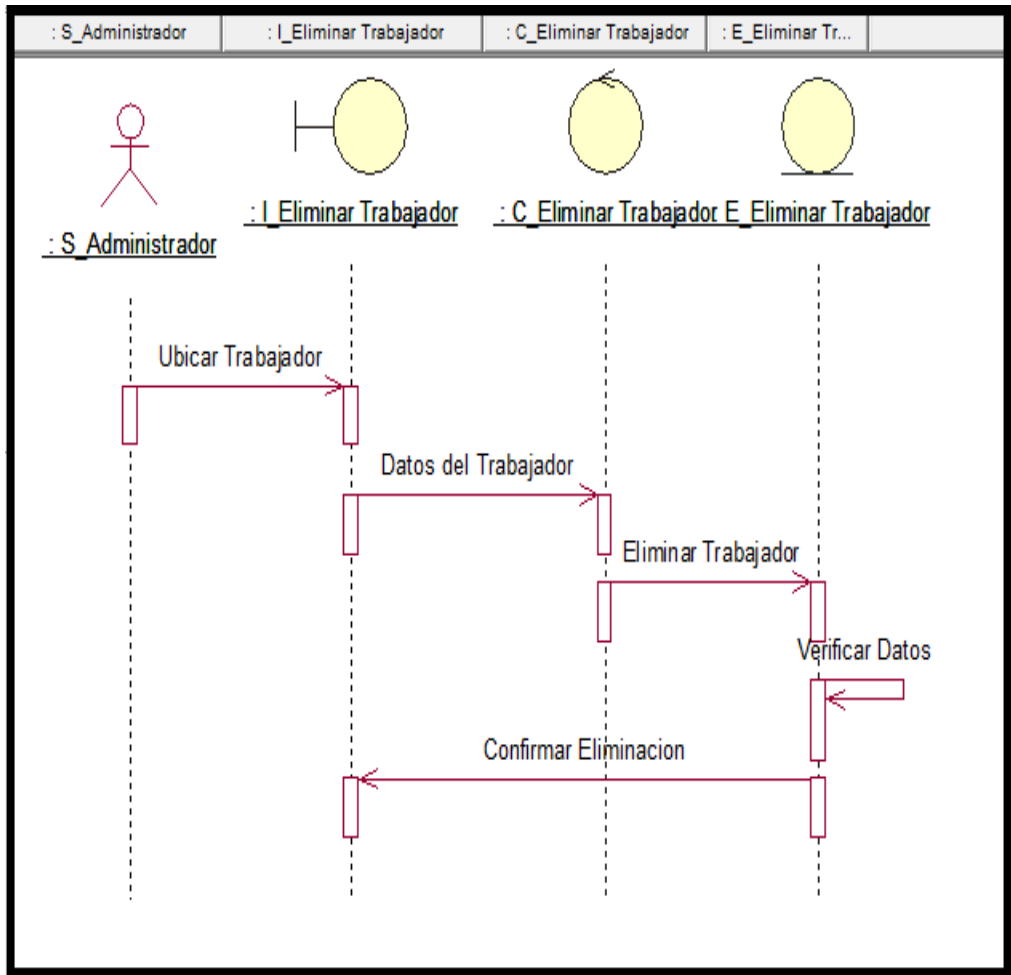 : S_Administrador
: I_Eliminar Trabajador
: C_Eliminar Trabajador
: E_Eliminar Tr...
: I_Eliminar Trabajador
: C_Eliminar Trabajador
: E_Eliminar Trabajador
: S_Administrador
Ubicar Trabajador
Datos del Trabajador
Eliminar Trabajador
Verificar Datos
Confirmar Eliminacion